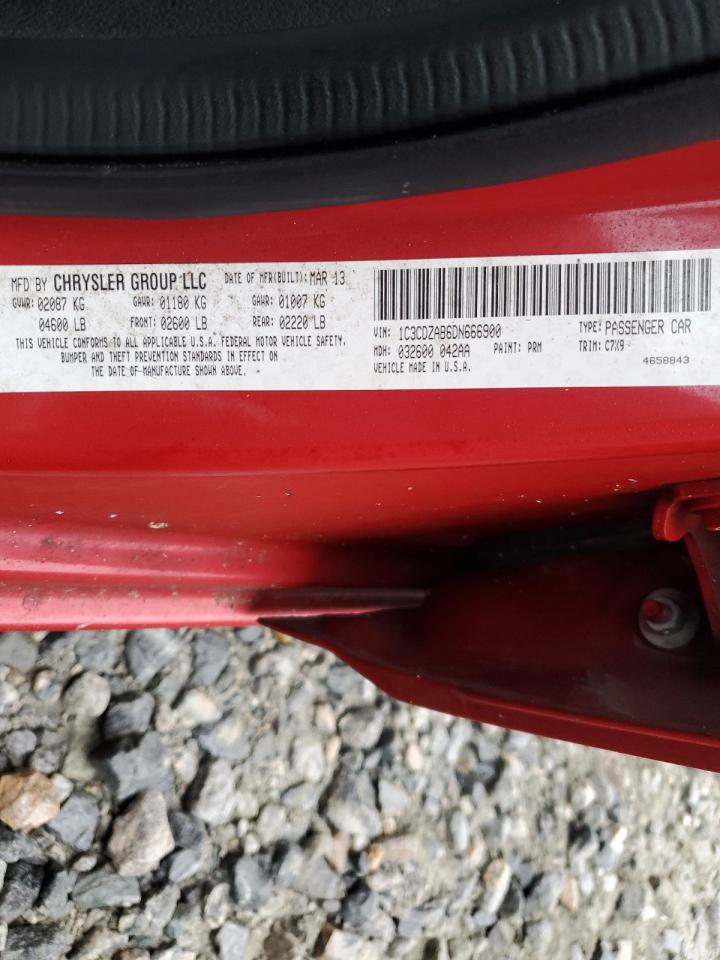 MFD BY CHRYSLER GROUP LLC DATE OF MFR(BUILT): MAR 13
GVWR: 02087 KG GAWR: 01180 KG GAWR: 01007 KG
04600 LB FRONT: 02600 LB REAR: 02220 LB
THIS VEHICLE CONFORMS TO ALL APPLICABLE U.S.A. FEDERAL MOTOR VEHICLE SAFETY,
BUMPER AND THEFT PREVENTION STANDARDS IN EFFECT ON
THE DATE OF MANUFACTURE SHOWN ABOVE.
VIN: 1C3CDZAB6DN666900 TYPE: PASSENGER CAR
MDH: 032600 042AA PAINT: PRM TRIM: C7X9
VEHICLE MADE IN U.S.A. 4658843